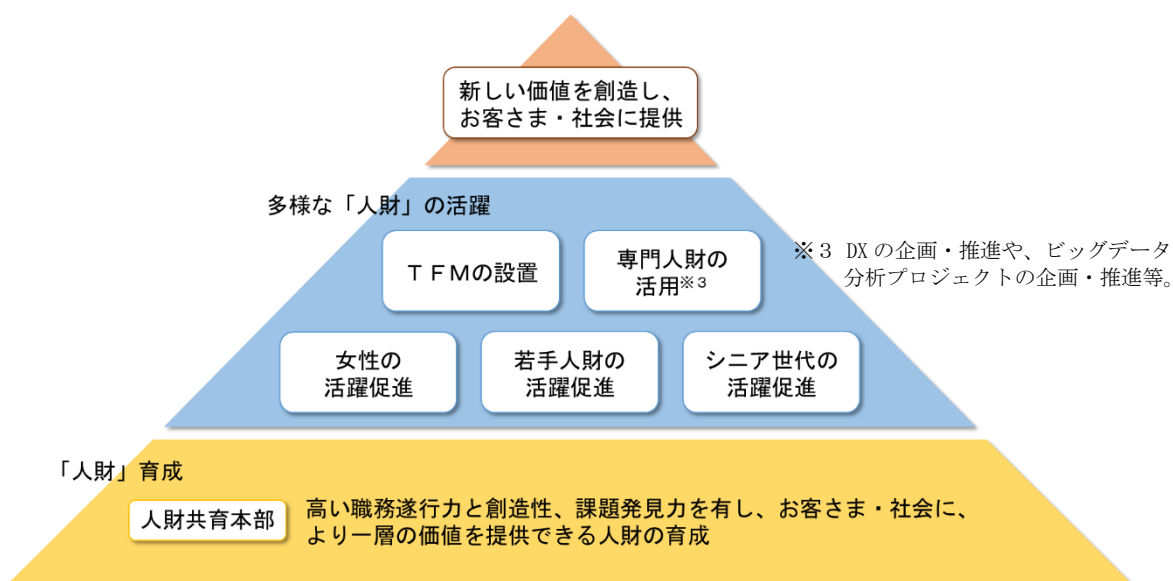 新しい価値を創造し、
お客さま・社会に提供
多様な「人財」の活躍
ＴＦＭの設置
専門人財の
活用※3
※３ DX の企画・推進や、ビッグデータ
分析プロジェクトの企画・推進等。
女性の
活躍促進
若手人財の
活躍促進
シニア世代の
活躍促進
「人財」育成
人財共育本部
高い職務遂行力と創造性、課題発見力を有し、お客さま・社会に、
より一層の価値を提供できる人財の育成